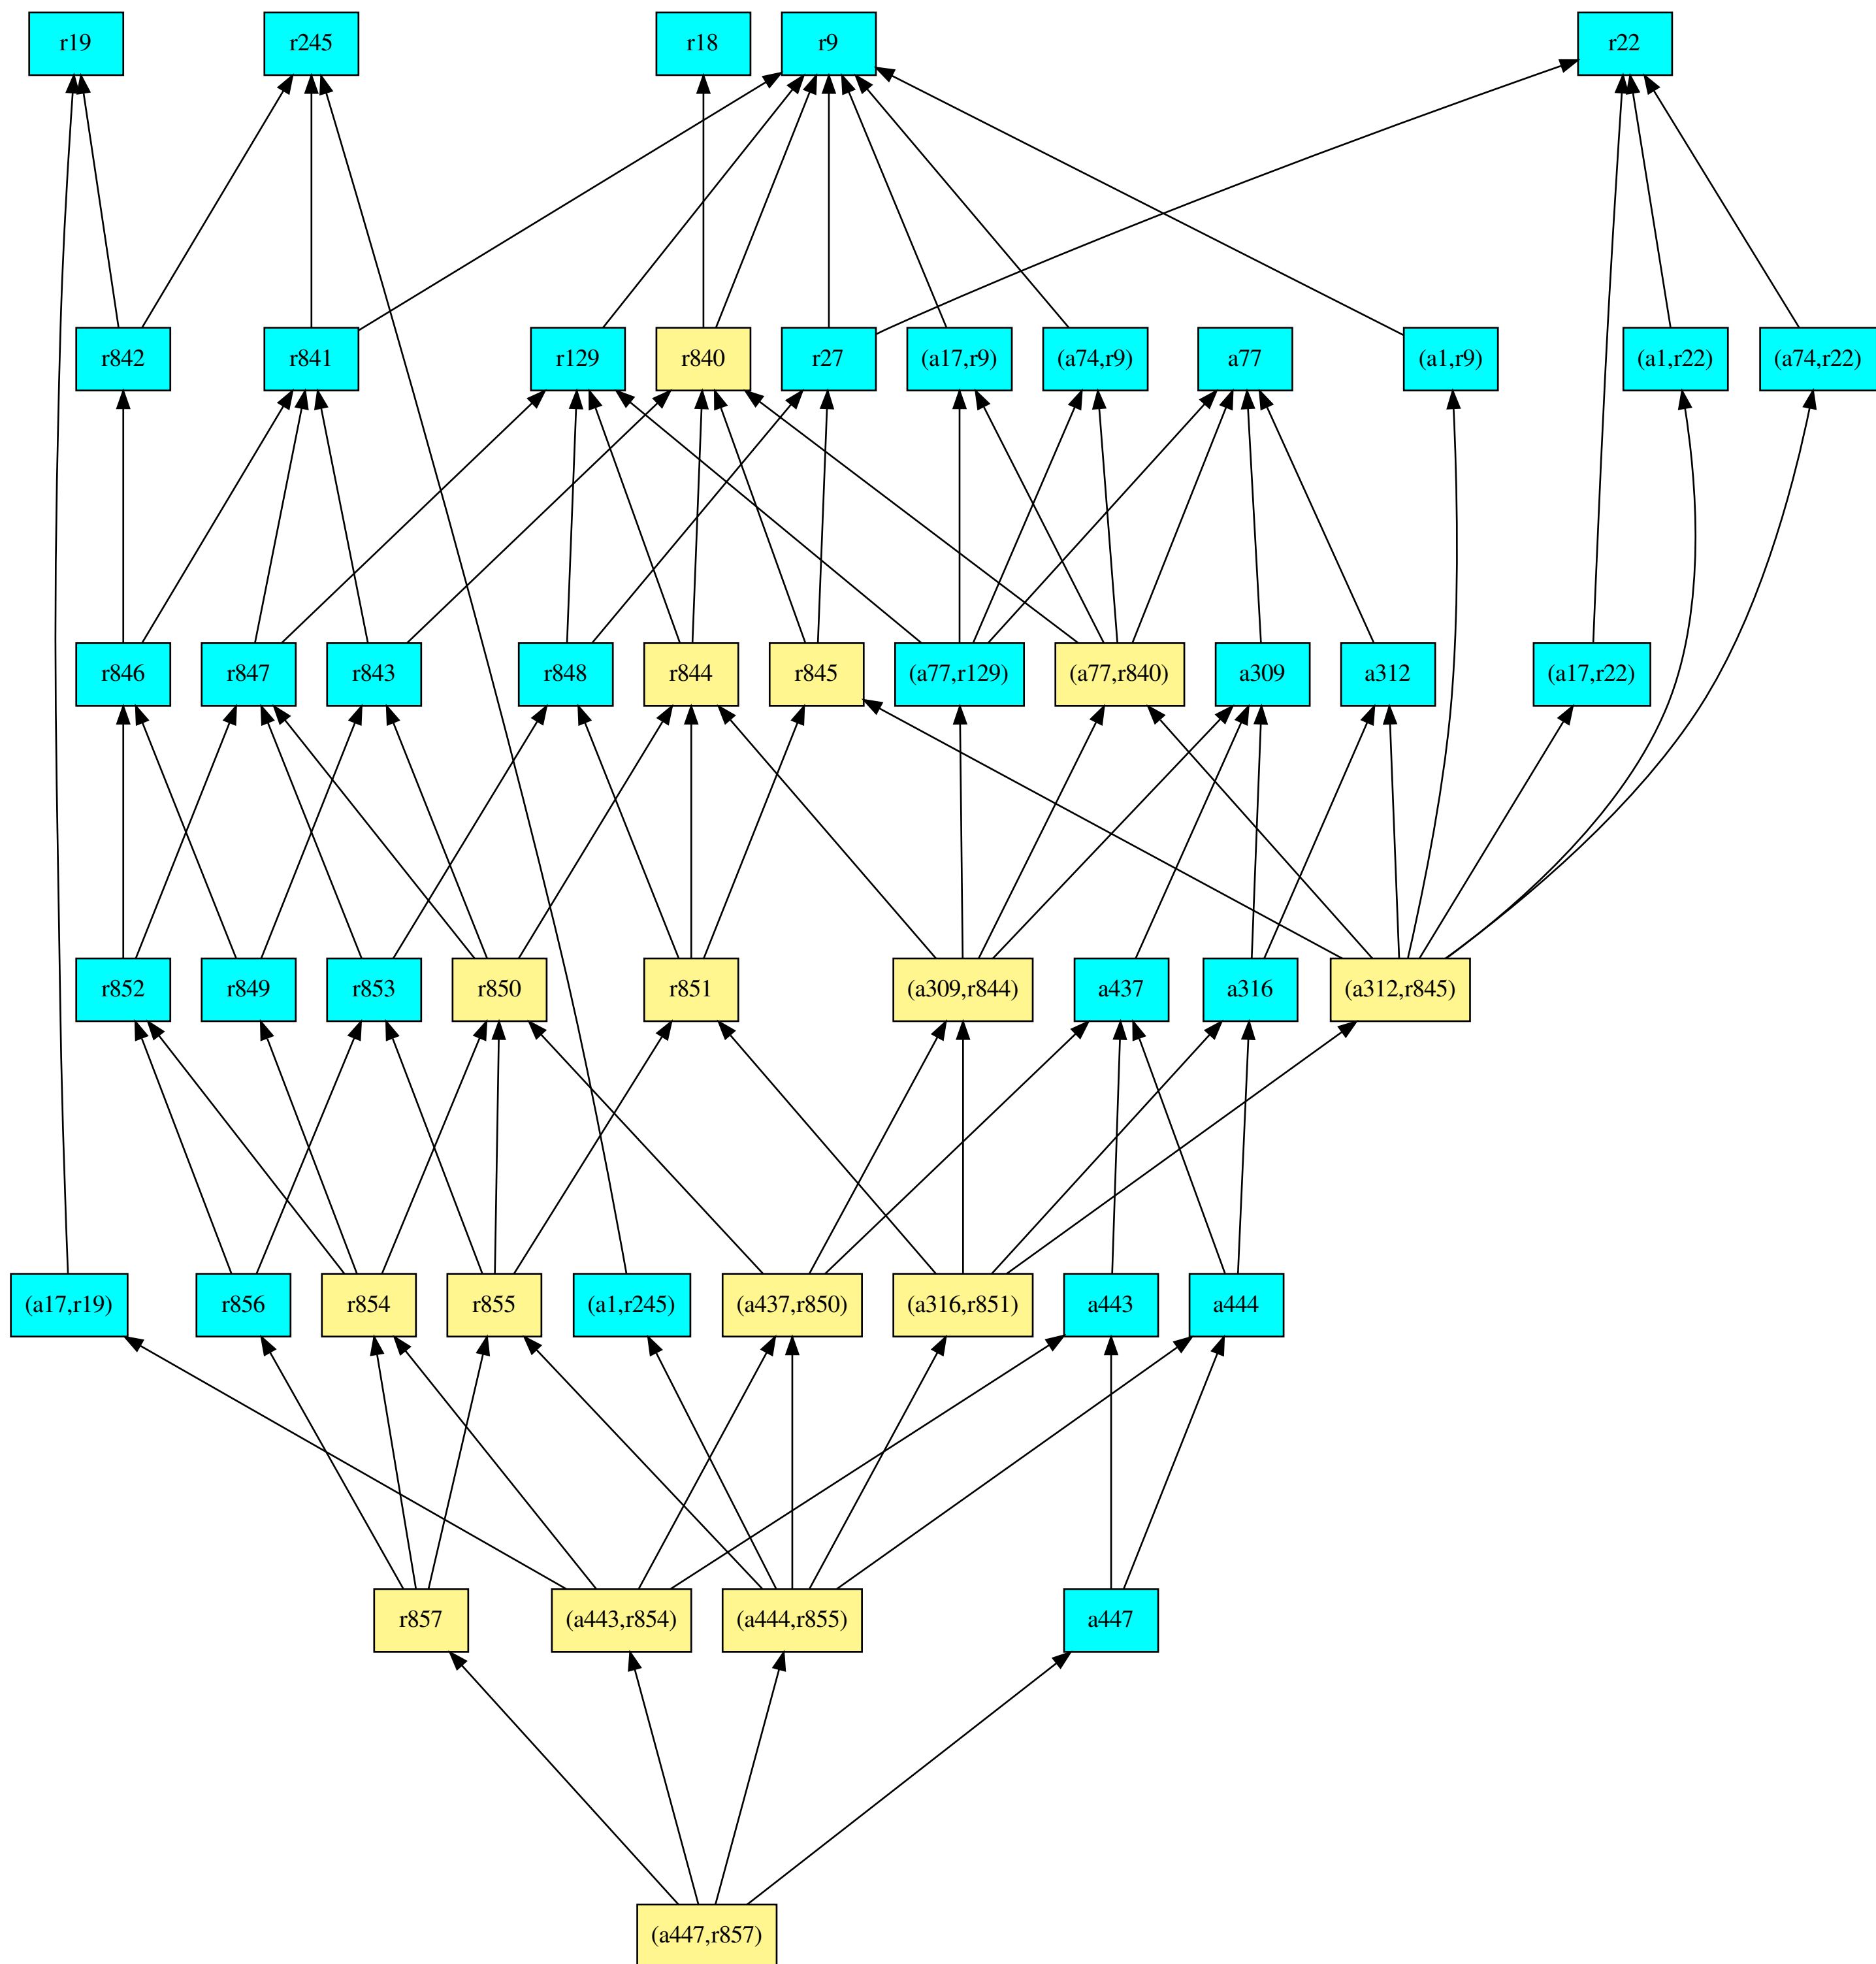 r19
r245
r18
r9
r22
r842
r841
r129
r840
r27
(a17,r9)
(a74,r9)
a77
(a1,r9)
(a1,r22)
(a74,r22)
r846
r847
r843
r848
r844
r845
(a77,r129)
(a77,r840)
a309
a312
(a17,r22)
r852
r849
r853
r850
r851
(a309,r844)
a437
a316
(a312,r845)
(a17,r19)
r856
r854
r855
(a1,r245)
(a437,r850)
(a316,r851)
a443
a444
r857
(a443,r854)
(a444,r855)
a447
(a447,r857)